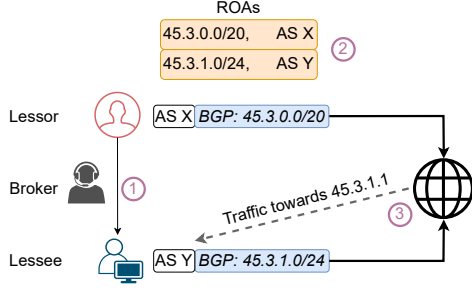 ROAs
45.3.0.0/20, AS X
45.3.1.0/24, AS Y
2
Lessor
AS X BGP: 45.3.0.0/20
Broker
1
Traffic towards 45.3.1.1
3
Lessee
AS Y BGP: 45.3.1.0/24